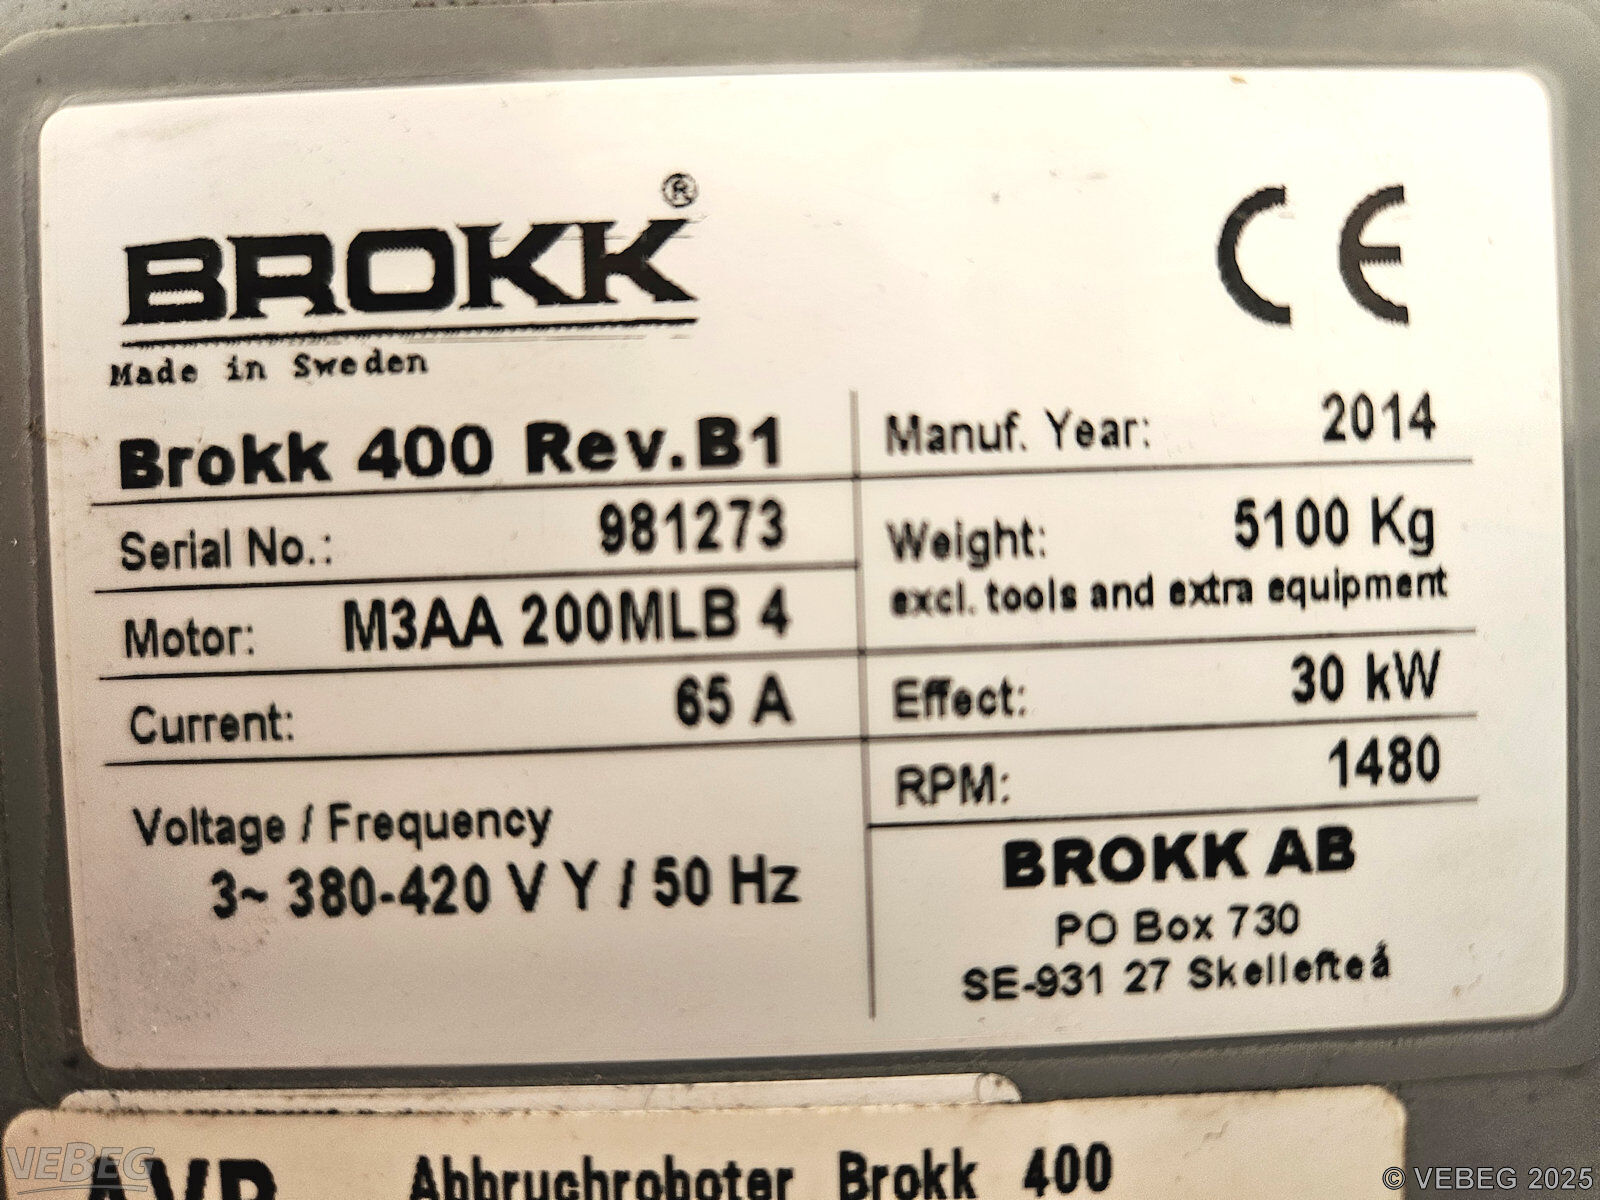 BROKK®
Made in Sweden
CE
Brokk 400 Rev.B1
Serial No.: 981273
Motor: M3AA 200MLB 4
Current: 65 A
Voltage / Frequency
3~ 380-420 V Y / 50 Hz
Manuf. Year: 2014
Weight: 5100 Kg
excl. tools and extra equipment
Effect: 30 kW
RPM: 1480
BROKK AB
PO Box 730
SE-931 27 Skellefteå
Abbruchroboter Brokk 400
VEBEG
© VEBEG 2025